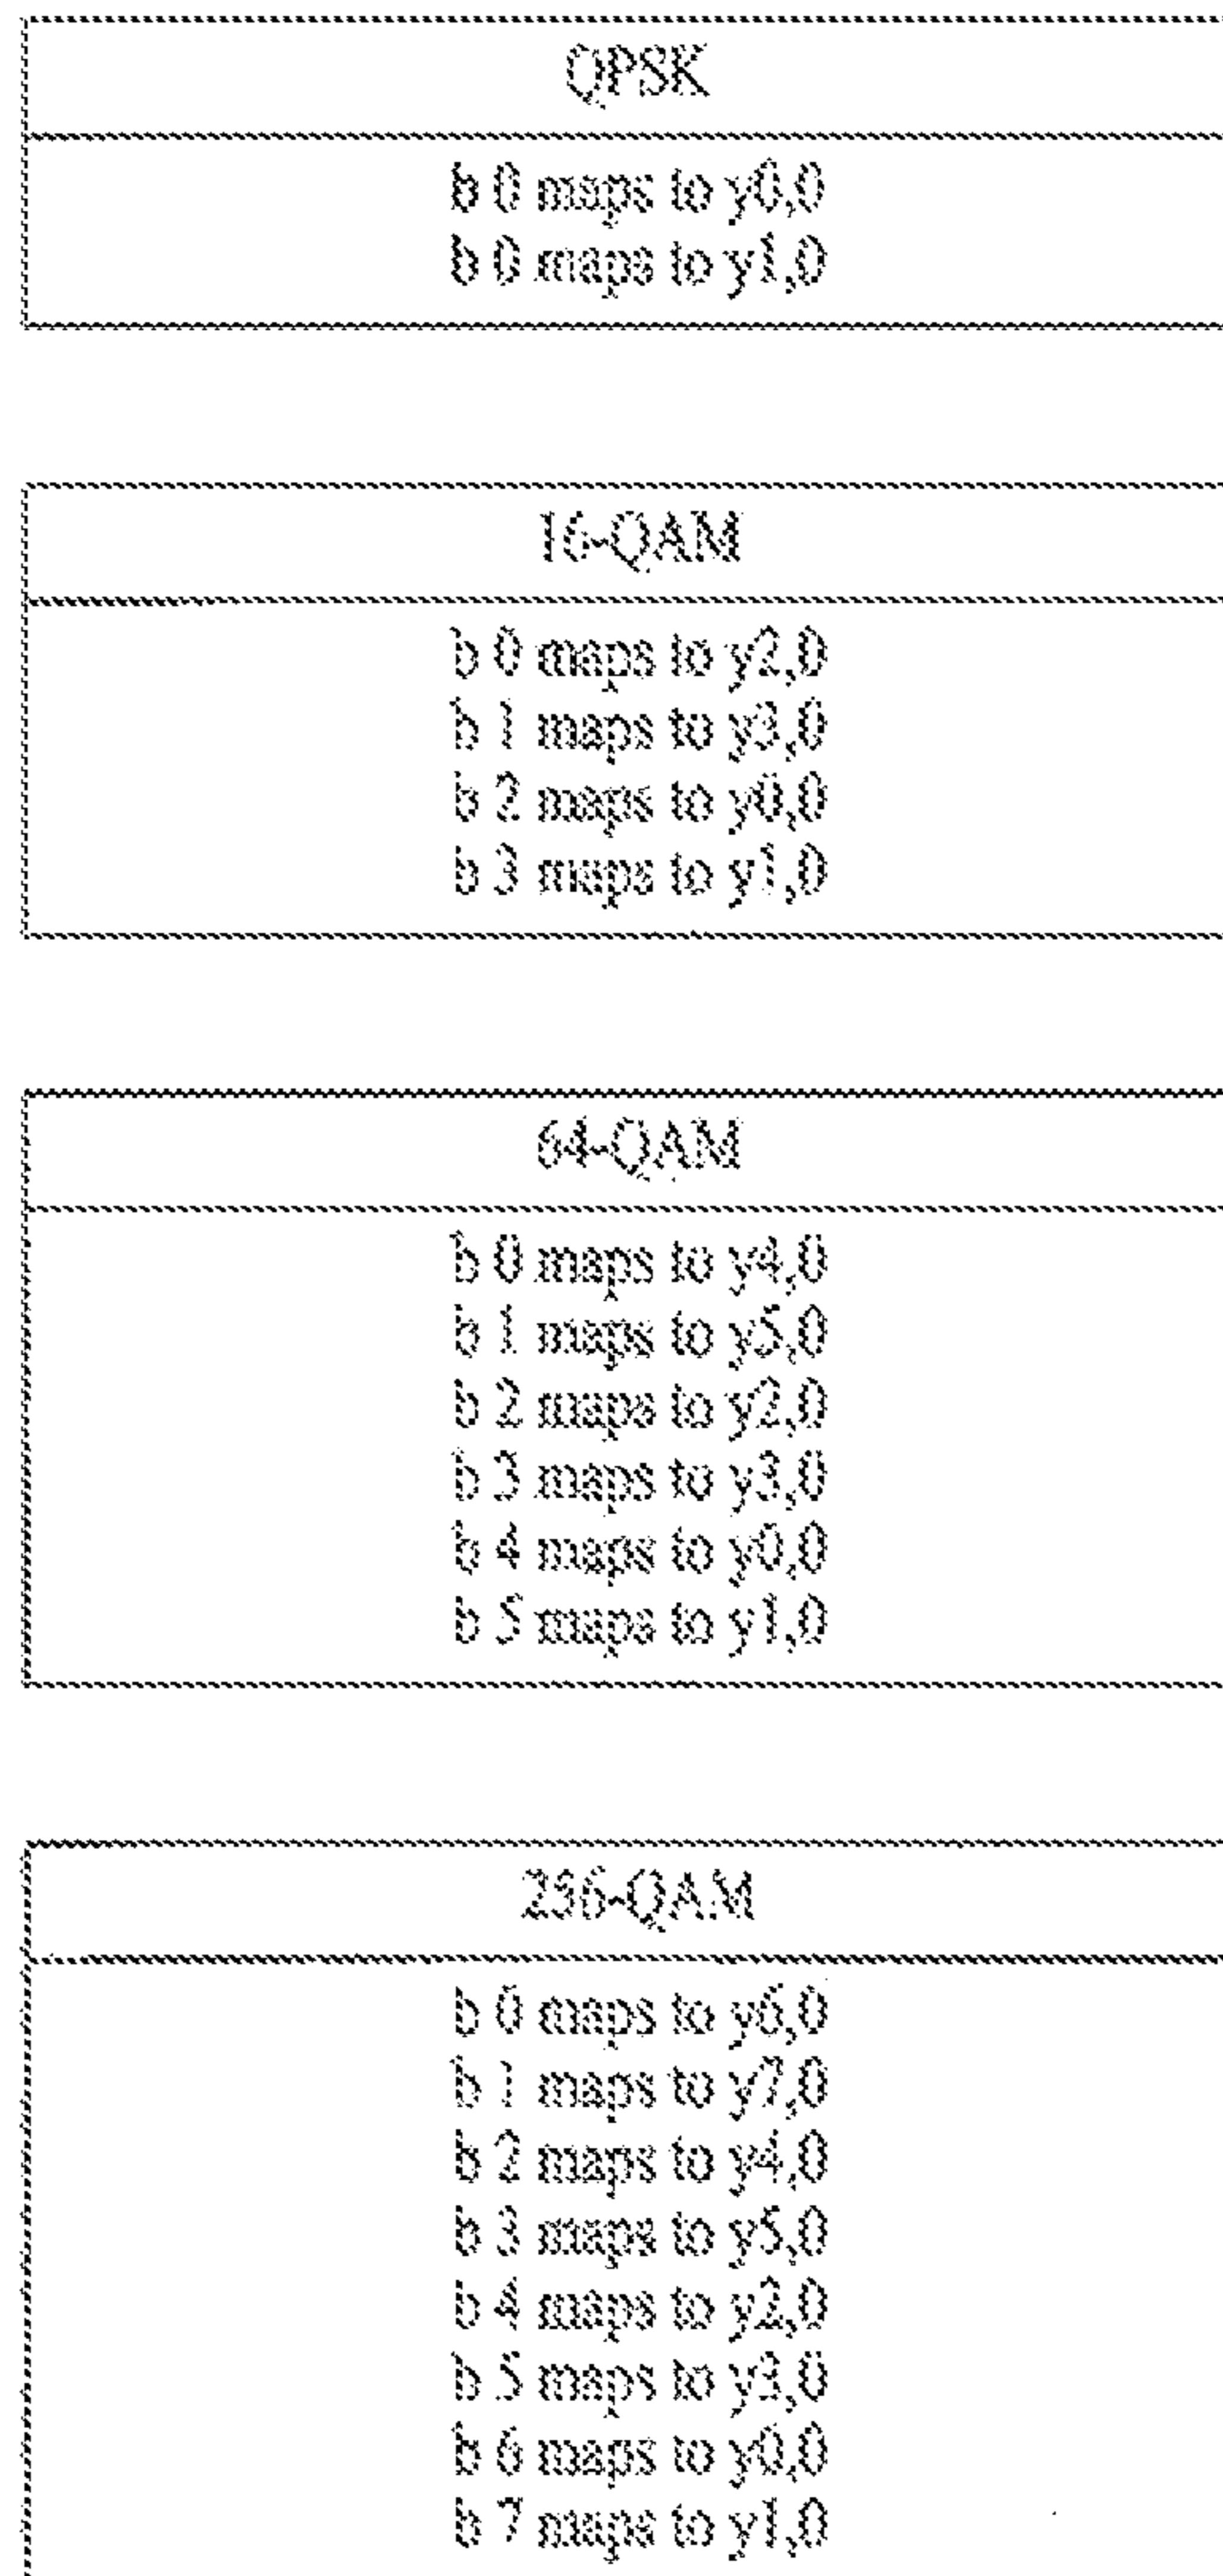 QPSK
b 0 maps to y0,0
b 0 maps to y1,0
16-QAM
b 0 maps to y2,0
b 1 maps to y3,0
b 2 maps to y0,0
b 3 maps to y1,0
64-QAM
b 0 maps to y4,0
b 1 maps to y5,0
b 2 maps to y2,0
b 3 maps to y3,0
b 4 maps to y0,0
b 5 maps to y1,0
256-QAM
b 0 maps to y6,0
b 1 maps to y7,0
b 2 maps to y4,0
b 3 maps to y5,0
b 4 maps to y2,0
b 5 maps to y3,0
b 6 maps to y0,0
b 7 maps to y1,0